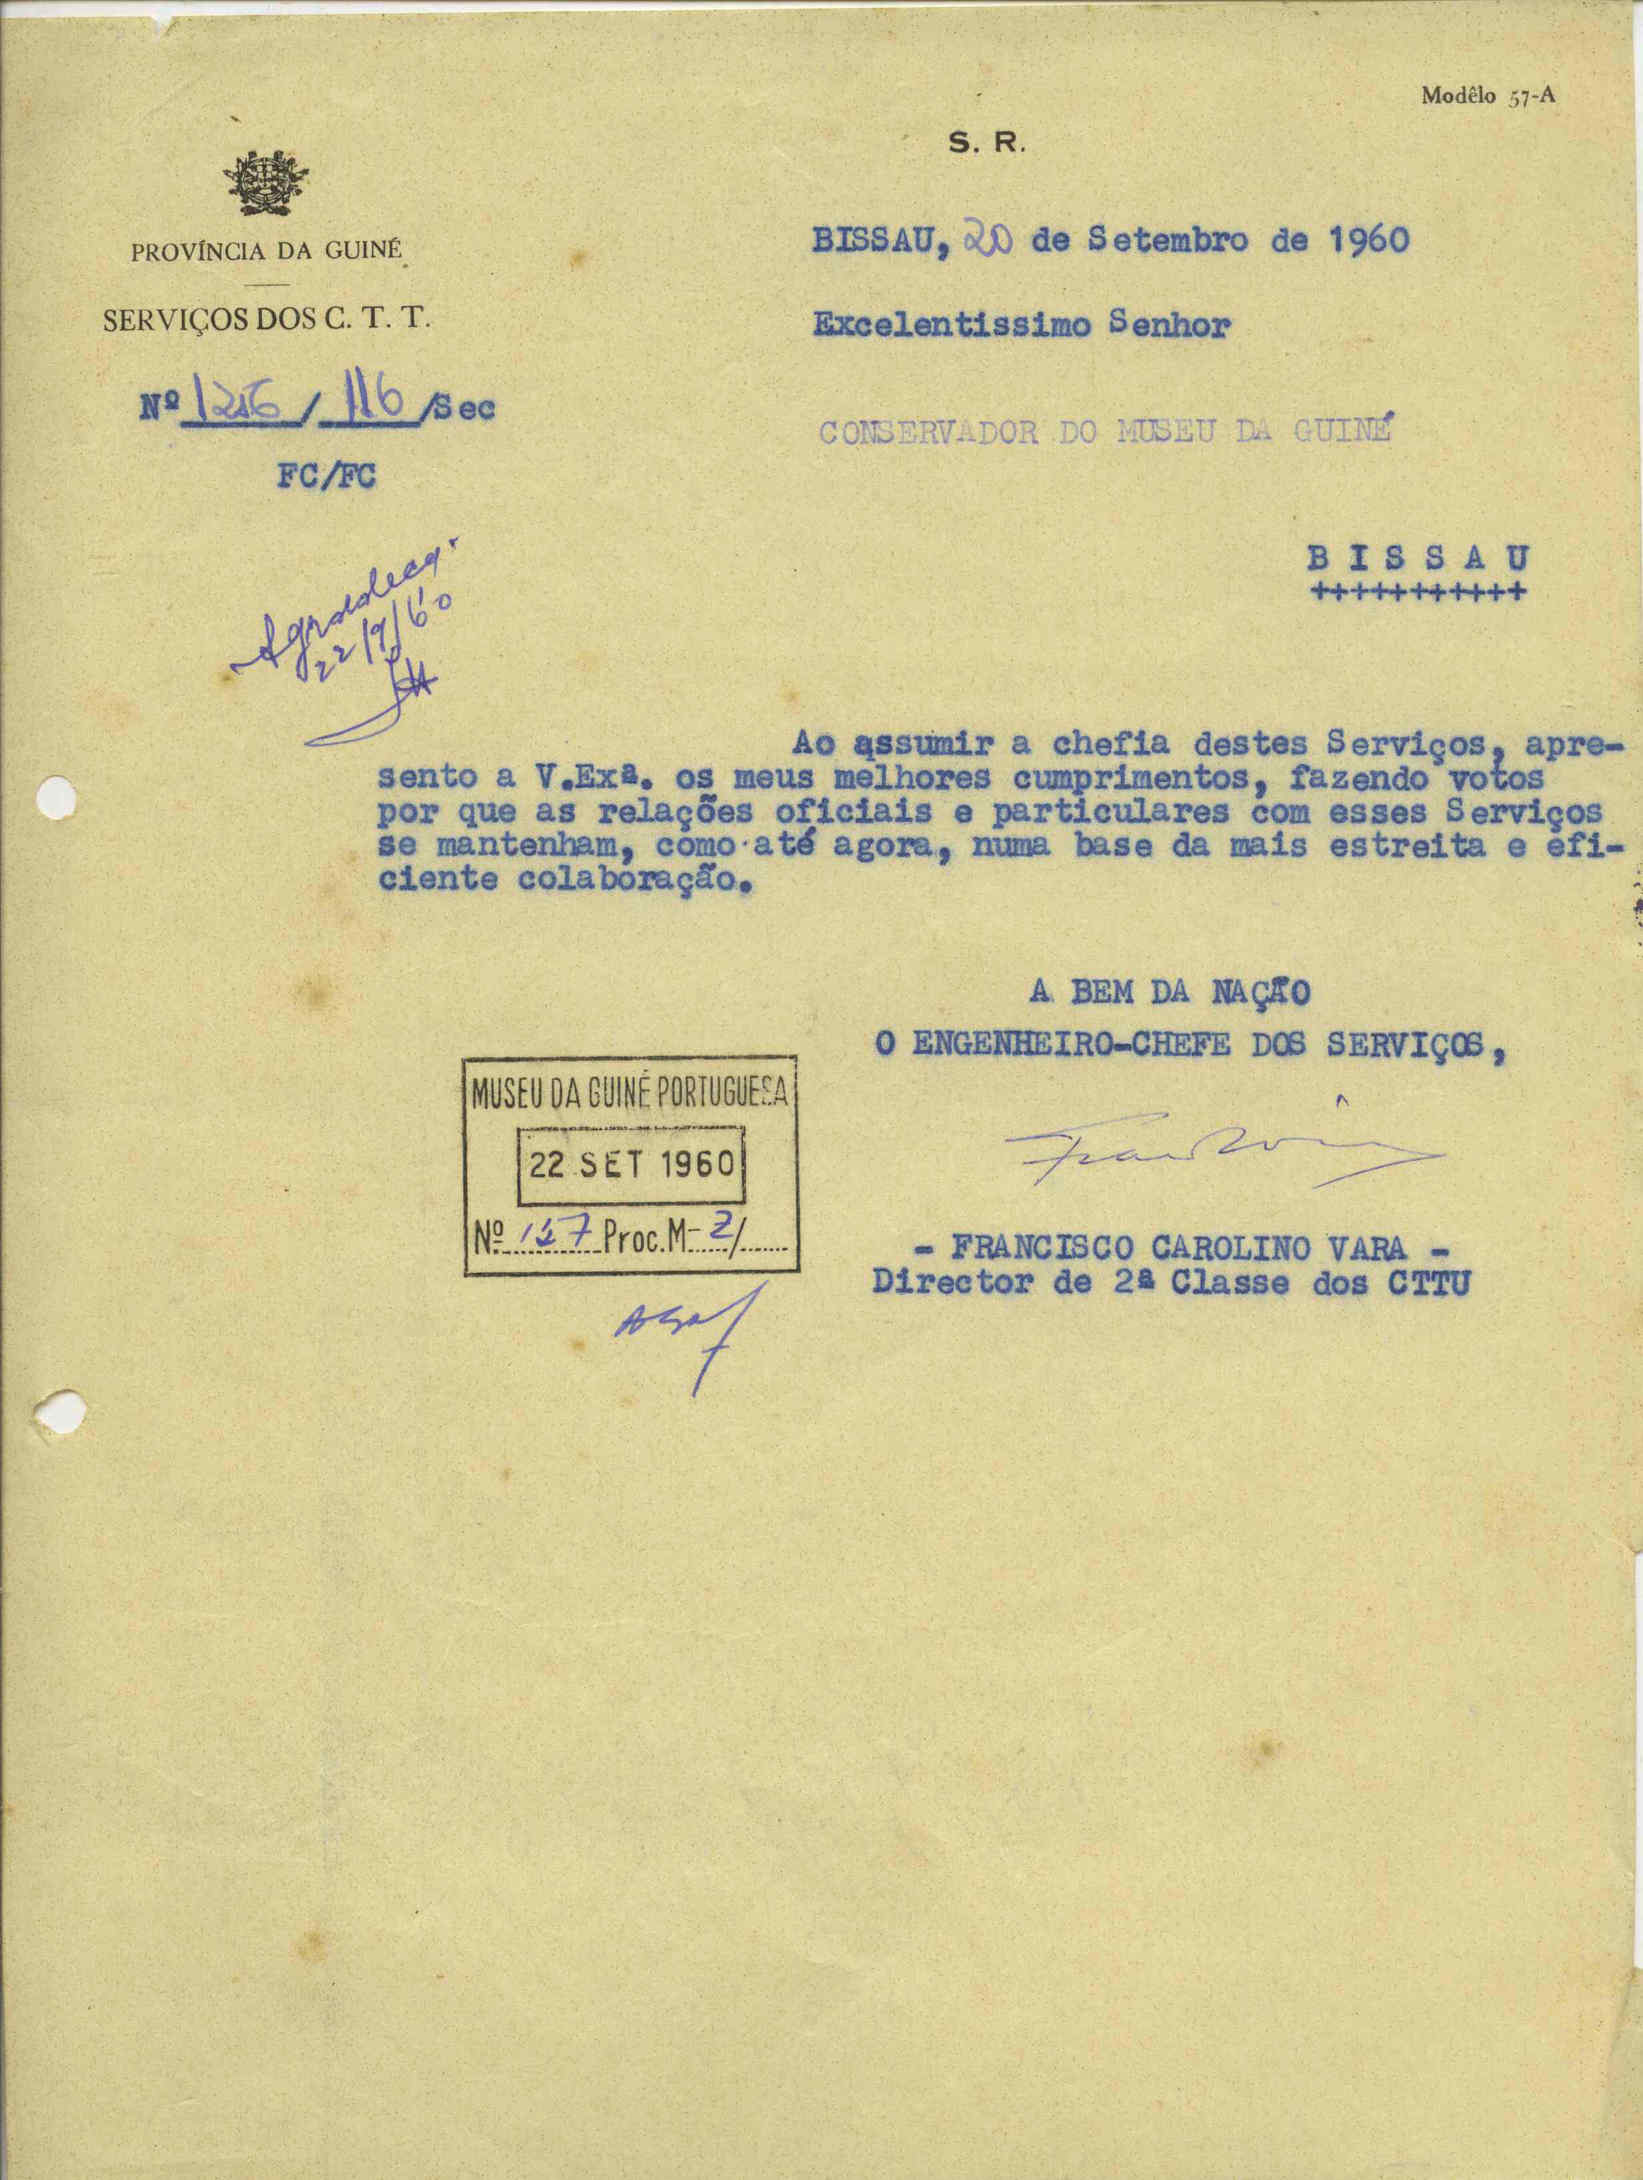 Modêlo 57-A
S. R.
PROVÍNCIA DA GUINÉ
SERVIÇOS DOS C. T. T.
BISSAU, 20 de Setembro de 1960
Excelentissimo Senhor
Nº / 116 /Sec
CONSERVADOR DO MUSEU DA GUINÉ
FC/FC
B I S S A U
+++++++++++
22/9/60
Ao assumir a chefia destes Serviços, apre-
sento a V.Exª. os meus melhores cumprimentos, fazendo votos
por que as relações oficiais e particulares com esses Serviços
se mantenham, como até agora, numa base da mais estreita e efi-
ciente colaboração.
A BEM DA NAÇÃO
O ENGENHEIRO-CHEFE DOS SERVIÇOS,
MUSEU DA GUINÉ PORTUGUESA
22 SET 1960
Nº Proc.M-2/
- FRANCISCO CAROLINO VARA -
Director de 2ª Classe dos CTTU